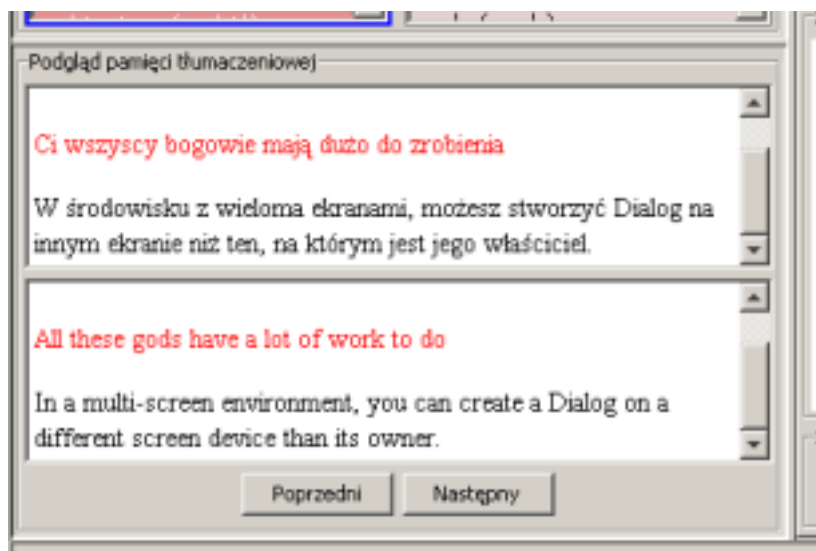 Podgląd pamięci tłumaczeniowej
Ci wszyscy bogowie mają dużo do zrobienia
W środowisku z wieloma ekranami, możesz stworzyć Dialog na
innym ekranie niż ten, na którym jest jego właściciel.
All these gods have a lot of work to do
In a multi-screen environment, you can create a Dialog on a
different screen device than its owner.
Poprzedni
Następny